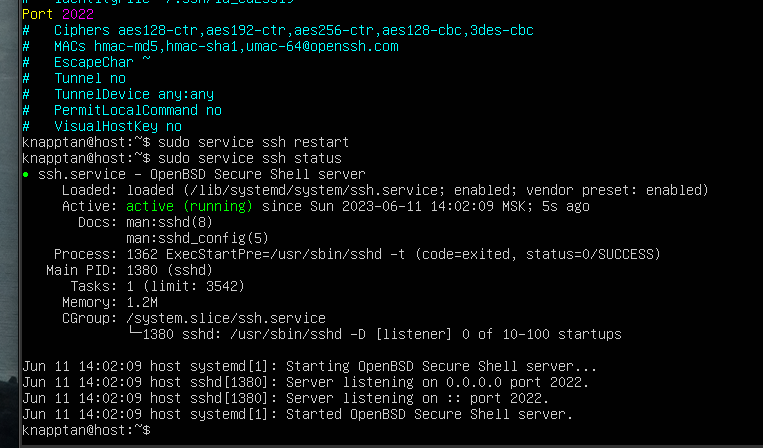 Port 2022
#   Ciphers aes128-ctr,aes192-ctr,aes256-ctr,aes128-cbc,3des-cbc
#   MACs hmac-md5,hmac-sha1,umac-64@openssh.com
#   EscapeChar ~
#   Tunnel no
#   TunnelDevice any:any
#   PermitLocalCommand no
#   VisualHostKey no
knapptan@host:~$ sudo service ssh restart
knapptan@host:~$ sudo service ssh status
● ssh.service - OpenBSD Secure Shell server
     Loaded: loaded (/lib/systemd/system/ssh.service; enabled; vendor preset: enabled)
     Active: active (running) since Sun 2023-06-11 14:02:09 MSK; 5s ago
       Docs: man:sshd(8)
             man:sshd_config(5)
    Process: 1362 ExecStartPre=/usr/sbin/sshd -t (code=exited, status=0/SUCCESS)
   Main PID: 1380 (sshd)
      Tasks: 1 (limit: 3542)
     Memory: 1.2M
     CGroup: /system.slice/ssh.service
             └─1380 sshd: /usr/sbin/sshd -D [listener] 0 of 10-100 startups
Jun 11 14:02:09 host systemd[1]: Starting OpenBSD Secure Shell server...
Jun 11 14:02:09 host sshd[1380]: Server listening on 0.0.0.0 port 2022.
Jun 11 14:02:09 host sshd[1380]: Server listening on :: port 2022.
Jun 11 14:02:09 host systemd[1]: Started OpenBSD Secure Shell server.
knapptan@host:~$